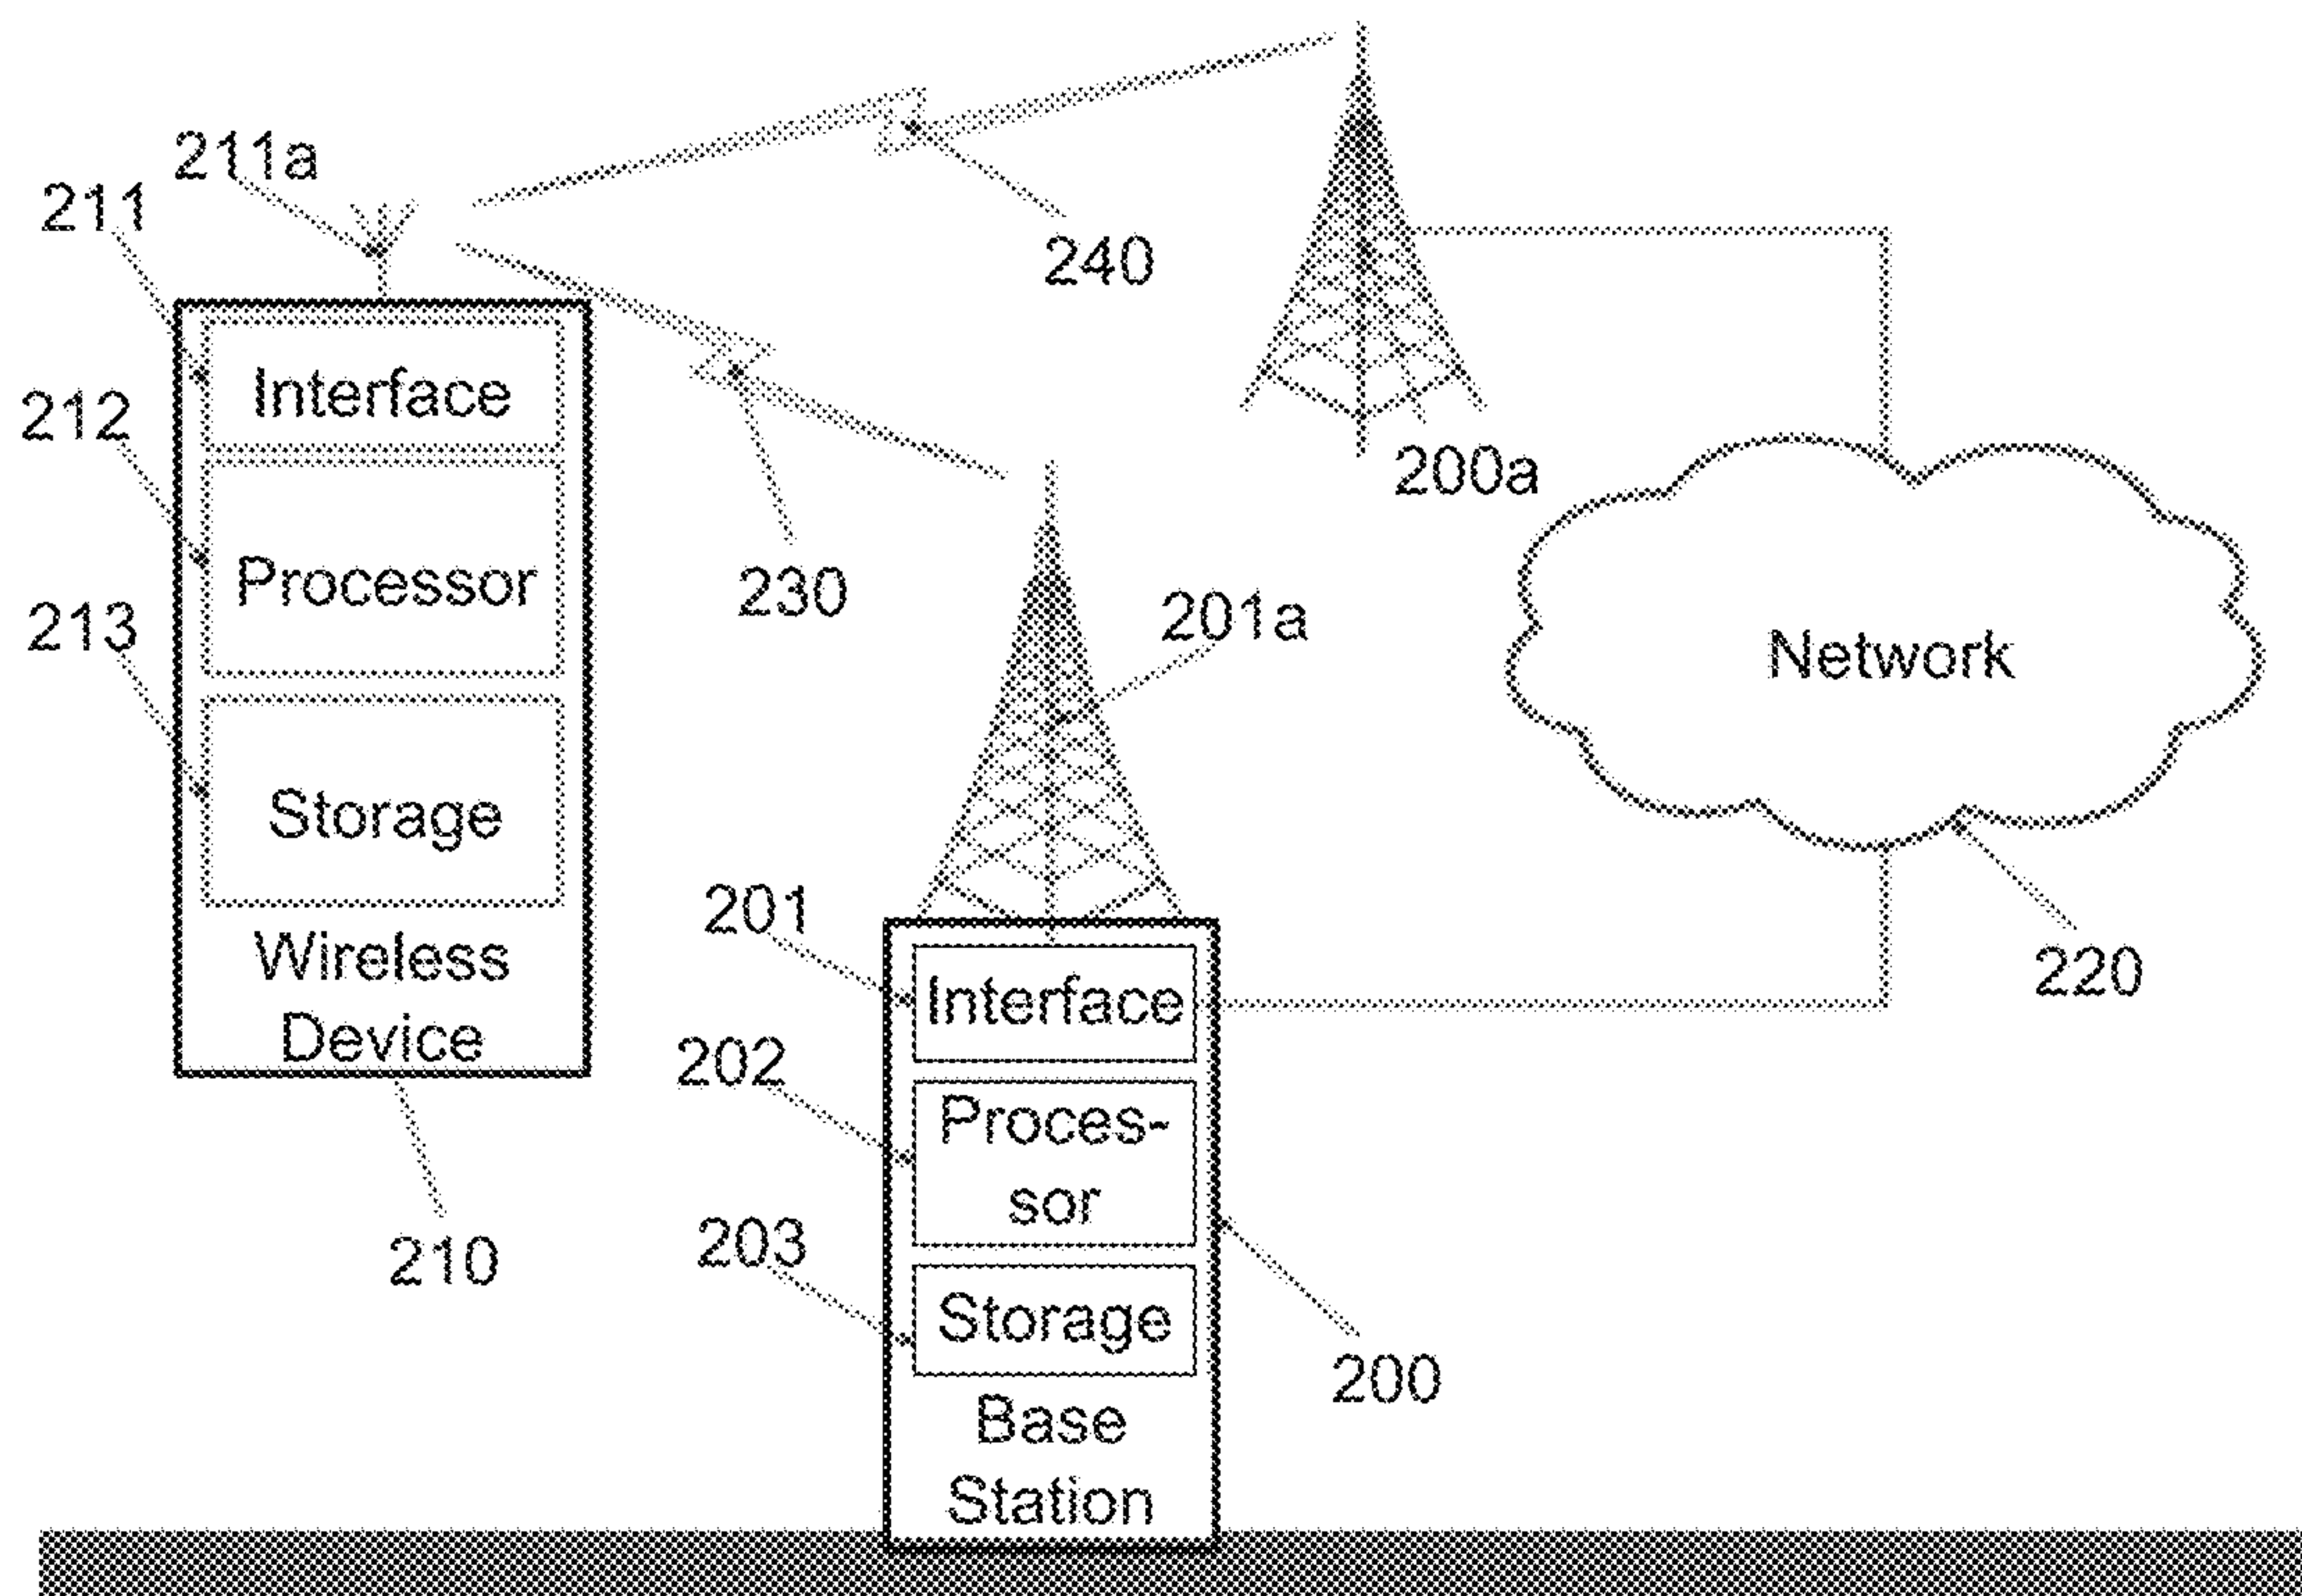 211a
211
240
Interface
212
200a
Processor
230
201a
213
Network
Storage
201
Wireless
Device
220
Interface
202
Proces-
sor
210
203
Storage
200
Base
Station